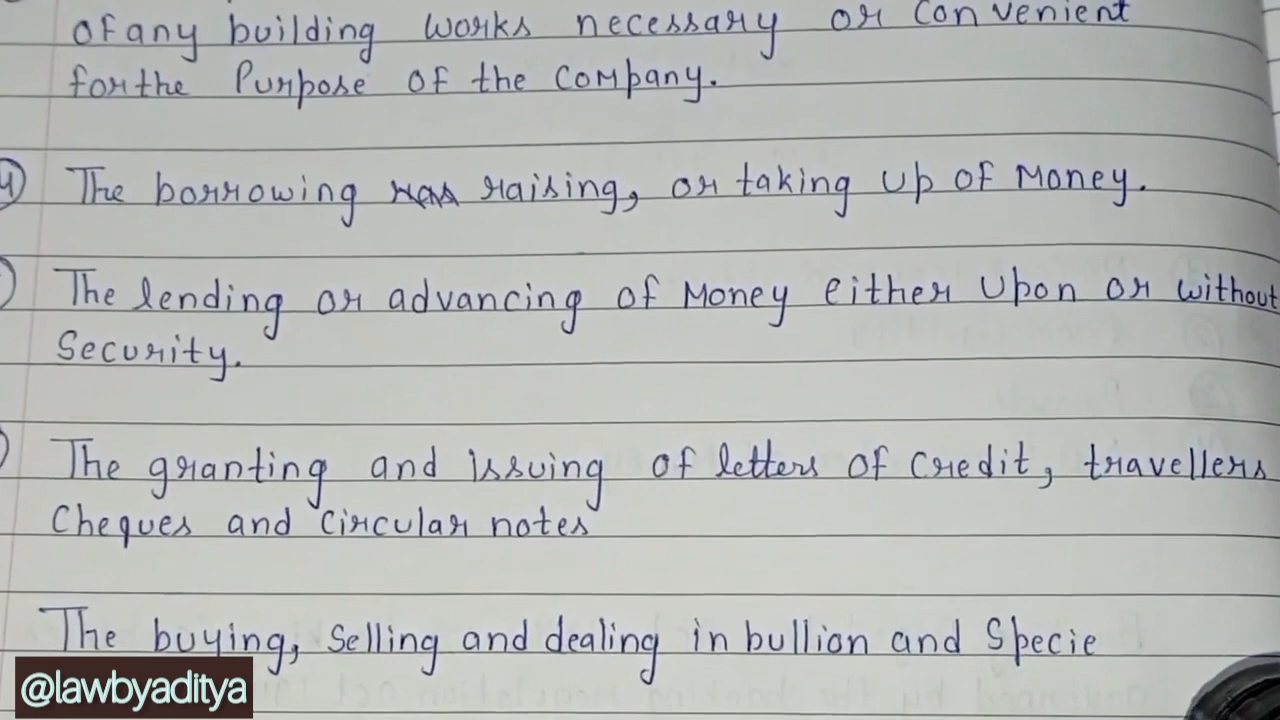 of any building works necessary or convenient
for the Purpose of the company.
4) The borrowing raising, or taking up of Money.
The lending or advancing of Money either upon or without
Security.
The granting and issuing of letters of credit, travellers
Cheques and circular notes
The buying, Selling and dealing in bullion and Specie
@lawbyaditya